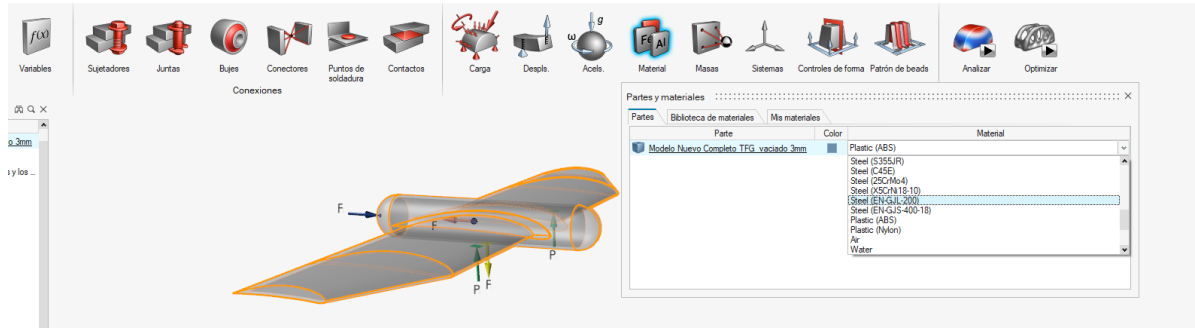 f(x)
g
ω
Fe
Al
Variables
Sujetadores
Juntas
Bujes
Conectores
Puntos de
soldadura
Contactos
Carga
Despls.
Acels.
Material
Masas
Sistemas
Controles de forma
Patrón de beads
Analizar
Optimizar
Conexiones
Partes y materiales
Partes
Biblioteca de materiales
Mis materiales
Parte
Color
Material
o 3mm
Modelo Nuevo Completo TFG_vaciado 3mm
Plastic (ABS)
Steel (S355JR)
Steel (C45E)
Steel (25CrMo4)
Steel (X5CrNi18-10)
Steel (EN-GJL-200)
Steel (EN-GJS-400-18)
Plastic (ABS)
Plastic (Nylon)
Air
Water
s y los ...
F
F
P
P
F